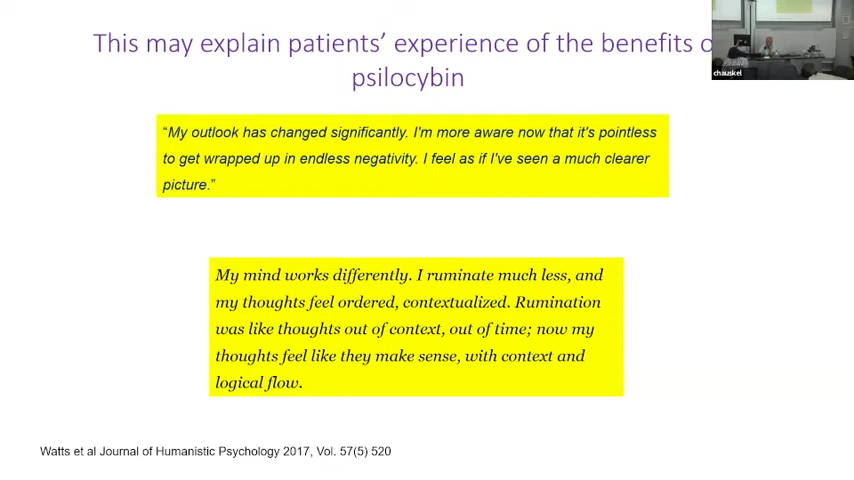 This may explain patients’ experience of the benefits o
psilocybin
chauskel
“My outlook has changed significantly. I'm more aware now that it's pointless
to get wrapped up in endless negativity. I feel as if I've seen a much clearer
picture.”
My mind works differently. I ruminate much less, and
my thoughts feel ordered, contextualized. Rumination
was like thoughts out of context, out of time; now my
thoughts feel like they make sense, with context and
logical flow.
Watts et al Journal of Humanistic Psychology 2017, Vol. 57(5) 520